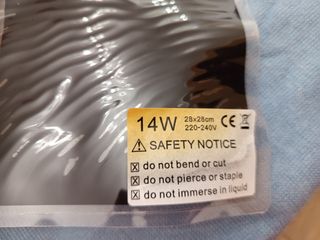 14W 28x28cm 220-240V CE
⚠ SAFETY NOTICE
☒ do not bend or cut
☒ do not pierce or staple
☒ do not immerse in liquid